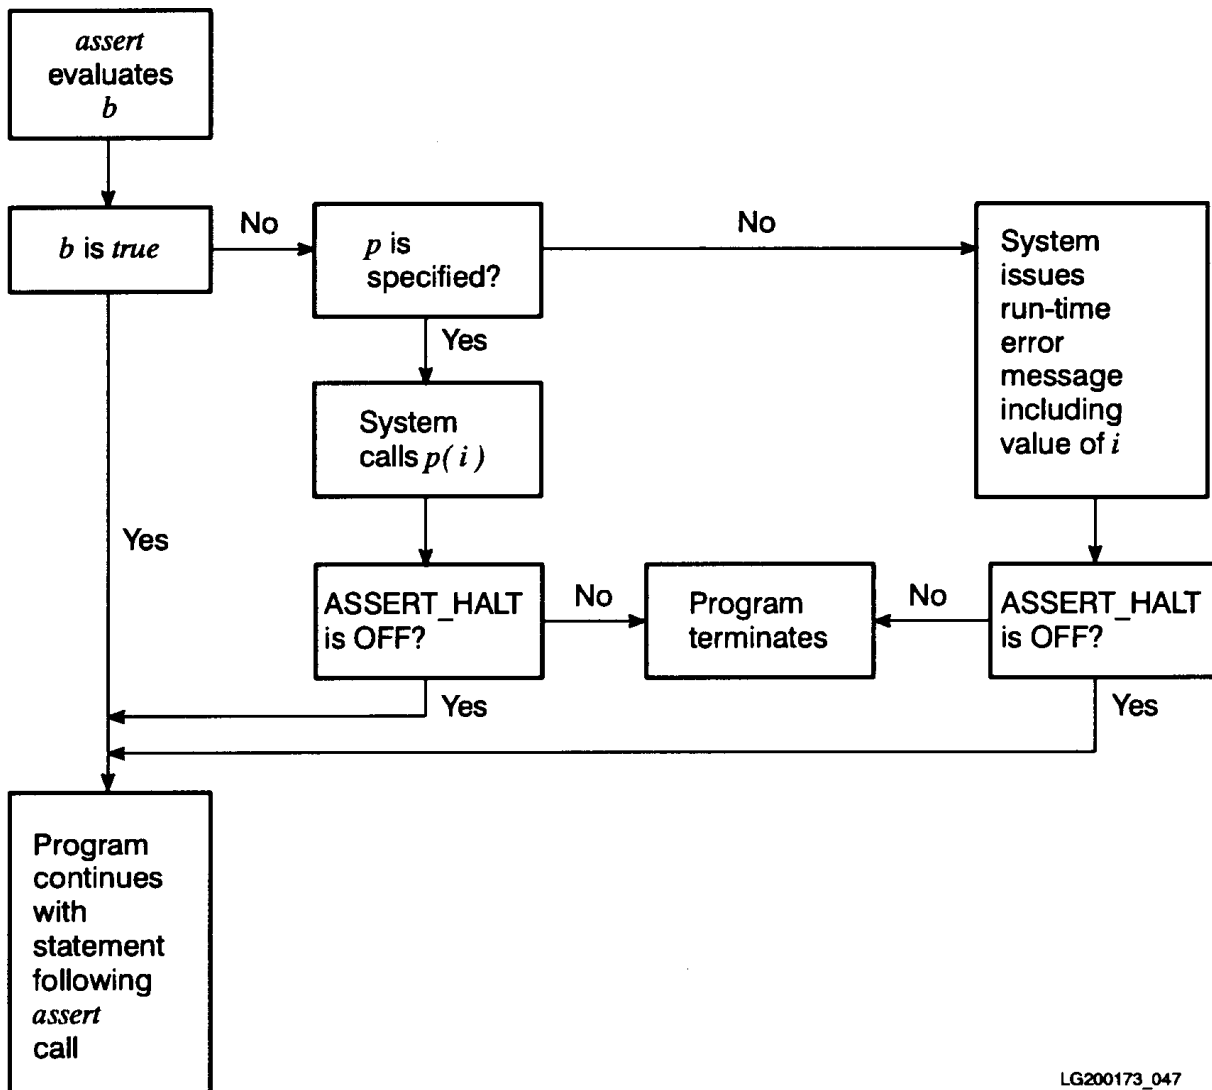 assert
evaluates
b
b is true
No
p is
specified?
No
System
issues
run-time
error
message
including
value of i
Yes
System
calls p( i )
Yes
ASSERT_HALT
is OFF?
No
Program
terminates
No
ASSERT_HALT
is OFF?
Yes
Yes
Program
continues
with
statement
following
assert
call
LG200173_047